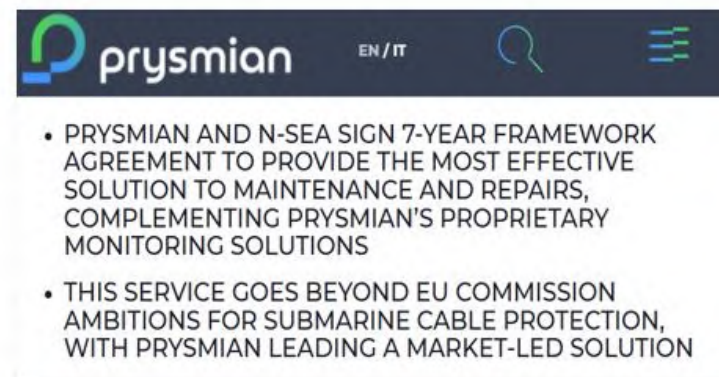 prysmian
EN / IT
• PRYSMIAN AND N-SEA SIGN 7-YEAR FRAMEWORK
AGREEMENT TO PROVIDE THE MOST EFFECTIVE
SOLUTION TO MAINTENANCE AND REPAIRS,
COMPLEMENTING PRYSMIAN'S PROPRIETARY
MONITORING SOLUTIONS
• THIS SERVICE GOES BEYOND EU COMMISSION
AMBITIONS FOR SUBMARINE CABLE PROTECTION,
WITH PRYSMIAN LEADING A MARKET-LED SOLUTION